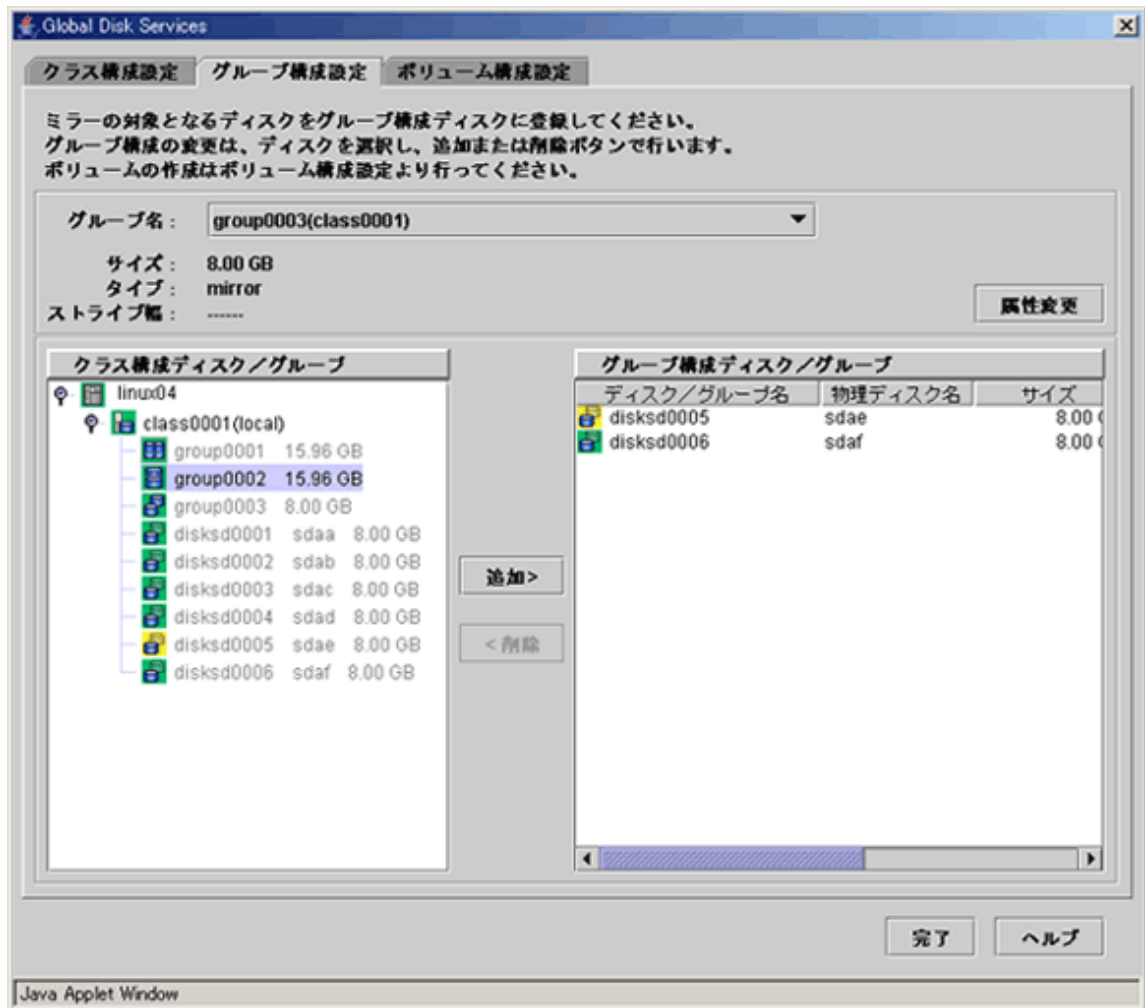 Global Disk Services
クラス構成設定 グループ構成設定 ボリューム構成設定
ミラーの対象となるディスクをグループ構成ディスクに登録してください。
グループ構成の変更は、ディスクを選択し、追加または削除ボタンで行います。
ボリュームの作成はボリューム構成設定より行ってください。
グループ名： group0003(class0001)
サイズ： 8.00 GB
タイプ： mirror
ストライプ幅： ------
属性変更
クラス構成ディスク／グループ
linux04
class0001(local)
group0001 15.96 GB
group0002 15.96 GB
group0003 8.00 GB
disksd0001 sdaa 8.00 GB
disksd0002 sdab 8.00 GB
disksd0003 sdac 8.00 GB
disksd0004 sdad 8.00 GB
disksd0005 sdae 8.00 GB
disksd0006 sdaf 8.00 GB
追加>
<削除
グループ構成ディスク／グループ
ディスク／グループ名 物理ディスク名 サイズ
disksd0005 sdae 8.00
disksd0006 sdaf 8.00
完了 ヘルプ
Java Applet Window